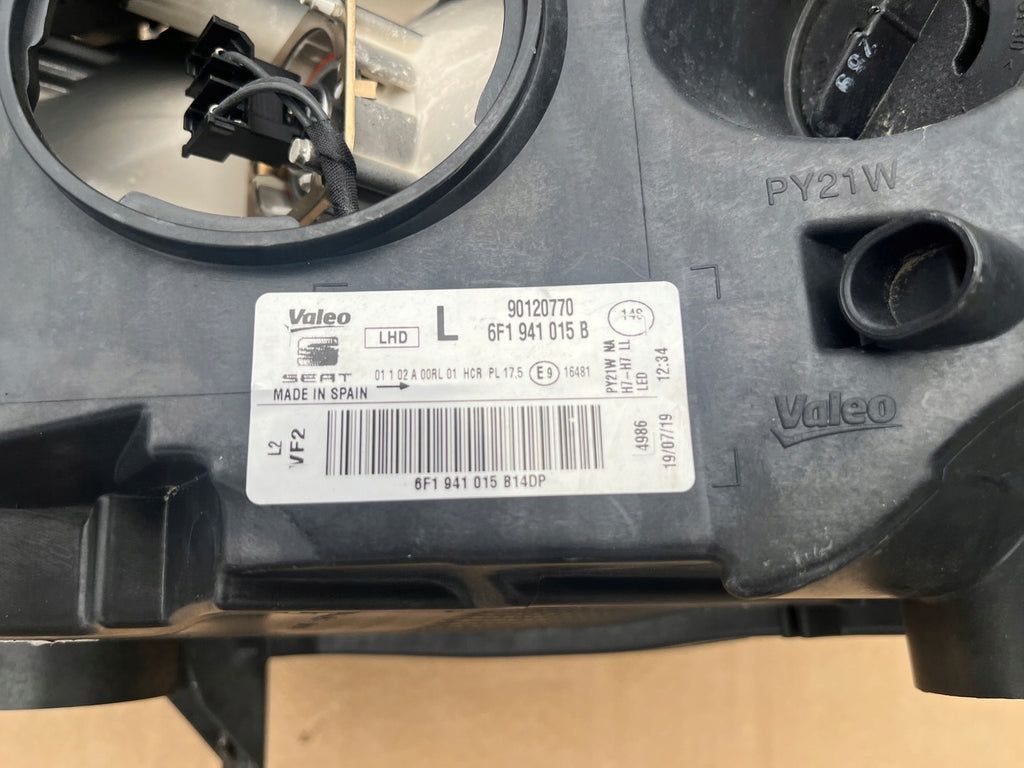 789
PY21W
Valeo
LHD
L
90120770
6F1 941 015 B
148
SEAT
01 1 02 A 00RL 01 HCR PL 17,5
E9
16481
MADE IN SPAIN
PY21W NA
H7-H7 LL
LED
12:34
L2
VF2
4986
19/07/19
6F1 941 015 B14DP
Valeo